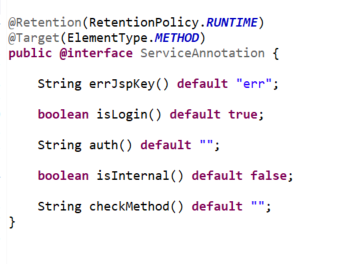 @Retention(RetentionPolicy.RUNTIME)
@Target(ElementType.METHOD)
public @interface ServiceAnnotation {
String errJspKey() default "err";
boolean isLogin() default true;
String auth() default "";
boolean isInternal() default false;
String checkMethod() default "";
}